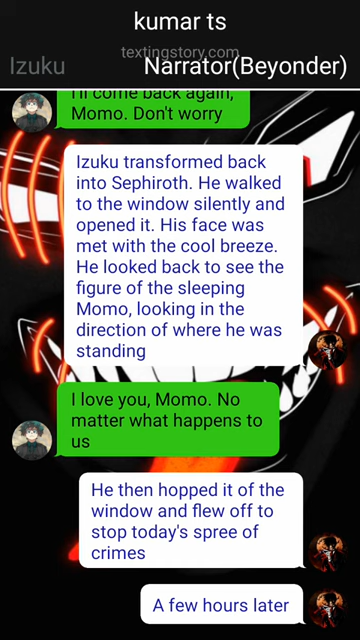 kumar ts
textingstory.com
Izuku
Narrator(Beyonder)
I'll come back again,
Momo. Don't worry
Izuku transformed back
into Sephiroth. He walked
to the window silently and
opened it. His face was
met with the cool breeze.
He looked back to see the
figure of the sleeping
Momo, looking in the
direction of where he was
standing
I love you, Momo. No
matter what happens to
us
He then hopped it of the
window and flew off to
stop today's spree of
crimes
A few hours later